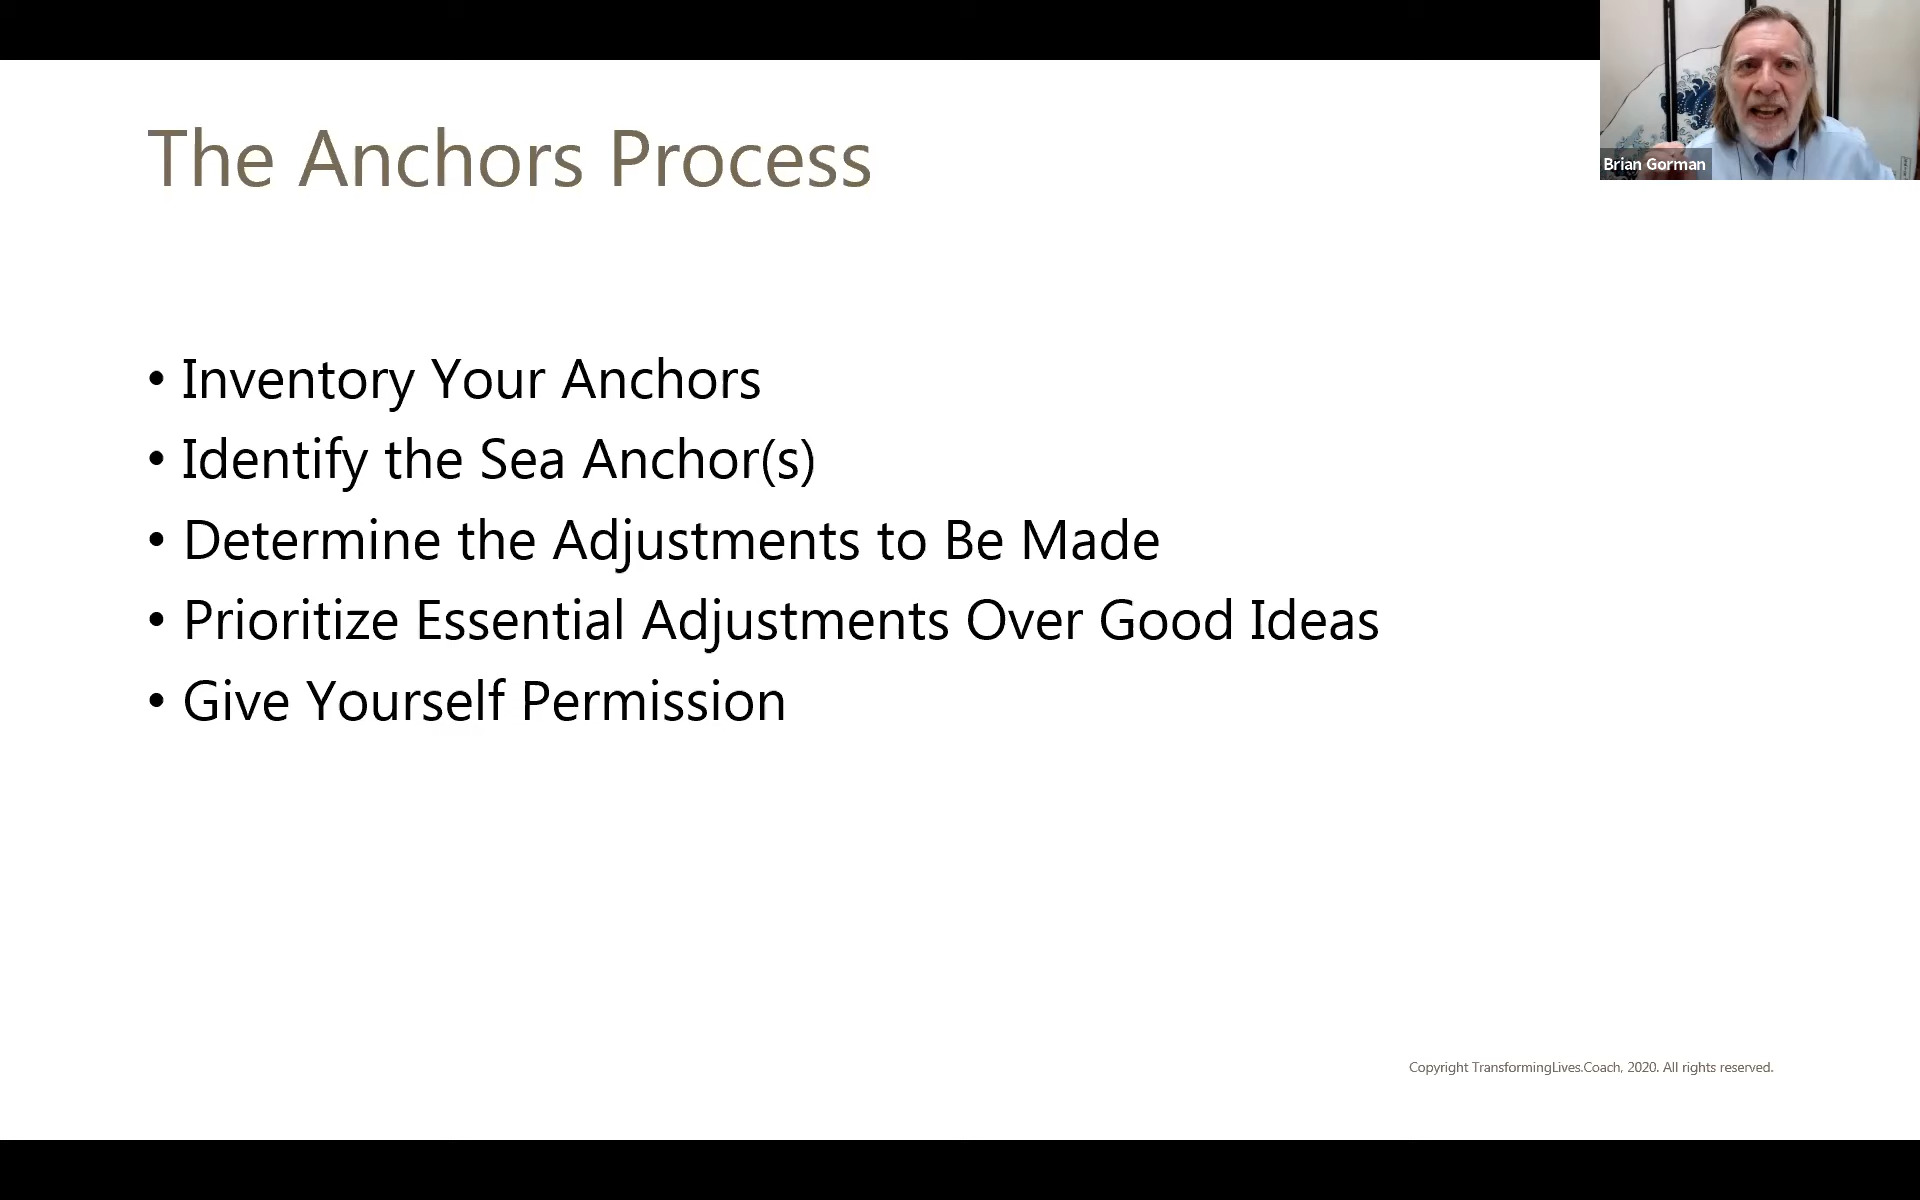 The Anchors Process
Brian Gorman
• Inventory Your Anchors
• Identify the Sea Anchor(s)
• Determine the Adjustments to Be Made
• Prioritize Essential Adjustments Over Good Ideas
• Give Yourself Permission
Copyright TransformingLives.Coach, 2020. All rights reserved.